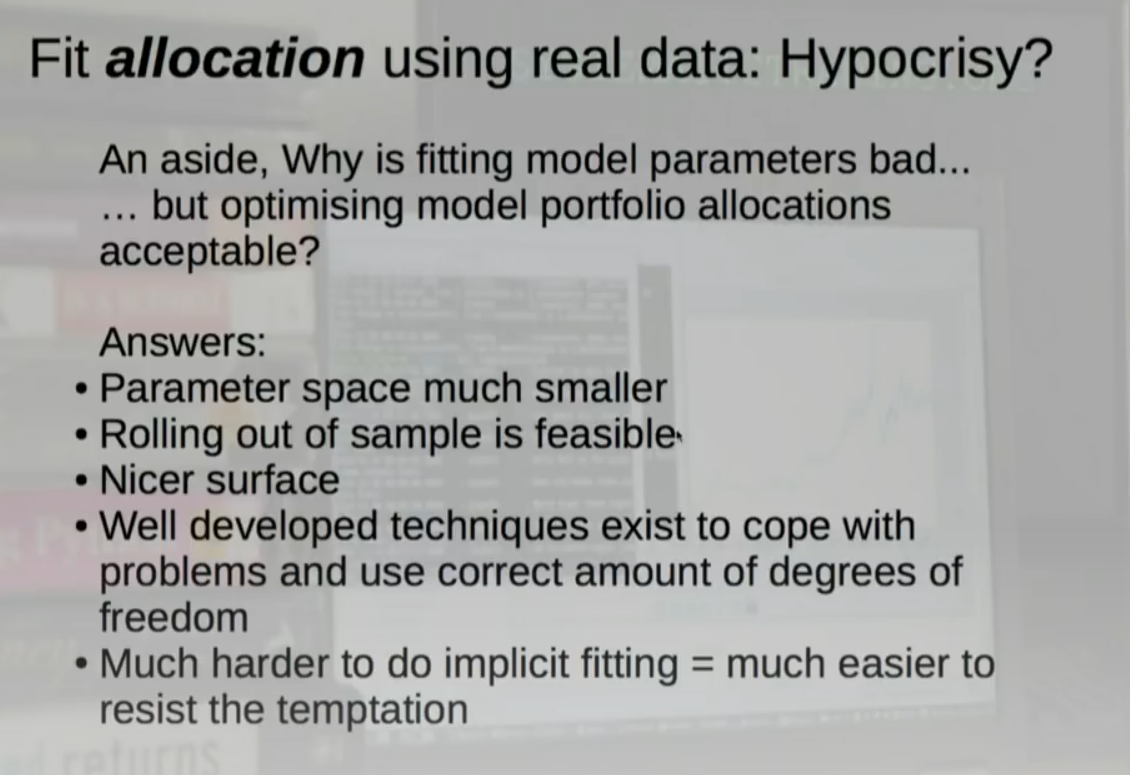 Fit allocation using real data: Hypocrisy?
An aside, Why is fitting model parameters bad...
... but optimising model portfolio allocations
acceptable?
Answers:
• Parameter space much smaller
• Rolling out of sample is feasible
• Nicer surface
• Well developed techniques exist to cope with
problems and use correct amount of degrees of
freedom
• Much harder to do implicit fitting = much easier to
resist the temptation
returns